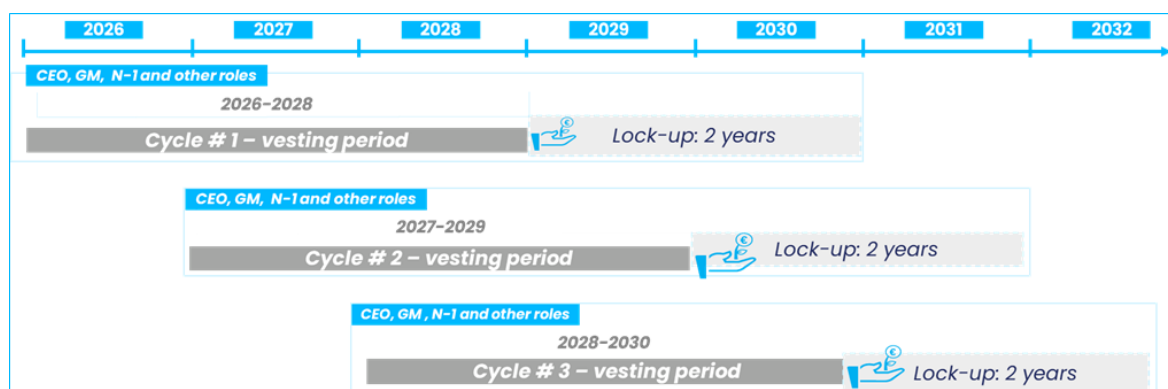 2026 2027 2028 2029 2030 2031 2032
CEO, GM, N-1 and other roles
2026-2028
Cycle # 1 – vesting period
€
Lock-up: 2 years
CEO, GM, N-1 and other roles
2027-2029
Cycle # 2 – vesting period
€
Lock-up: 2 years
CEO, GM , N-1 and other roles
2028-2030
Cycle # 3 – vesting period
€
Lock-up: 2 years